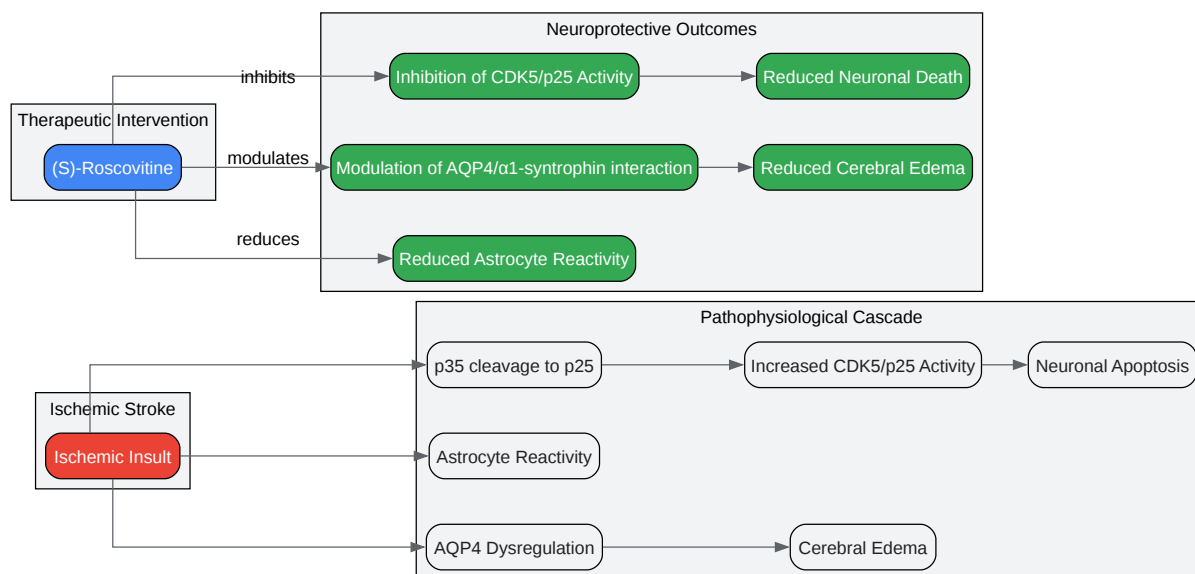 Neuroprotective Outcomes
inhibits
Inhibition of CDK5/p25 Activity
Reduced Neuronal Death
Therapeutic Intervention
(S)-Roscovitine
modulates
Modulation of AQP4/α1-syntrophin interaction
Reduced Cerebral Edema
reduces
Reduced Astrocyte Reactivity
Pathophysiological Cascade
p35 cleavage to p25
Increased CDK5/p25 Activity
Neuronal Apoptosis
Ischemic Stroke
Ischemic Insult
Astrocyte Reactivity
AQP4 Dysregulation
Cerebral Edema